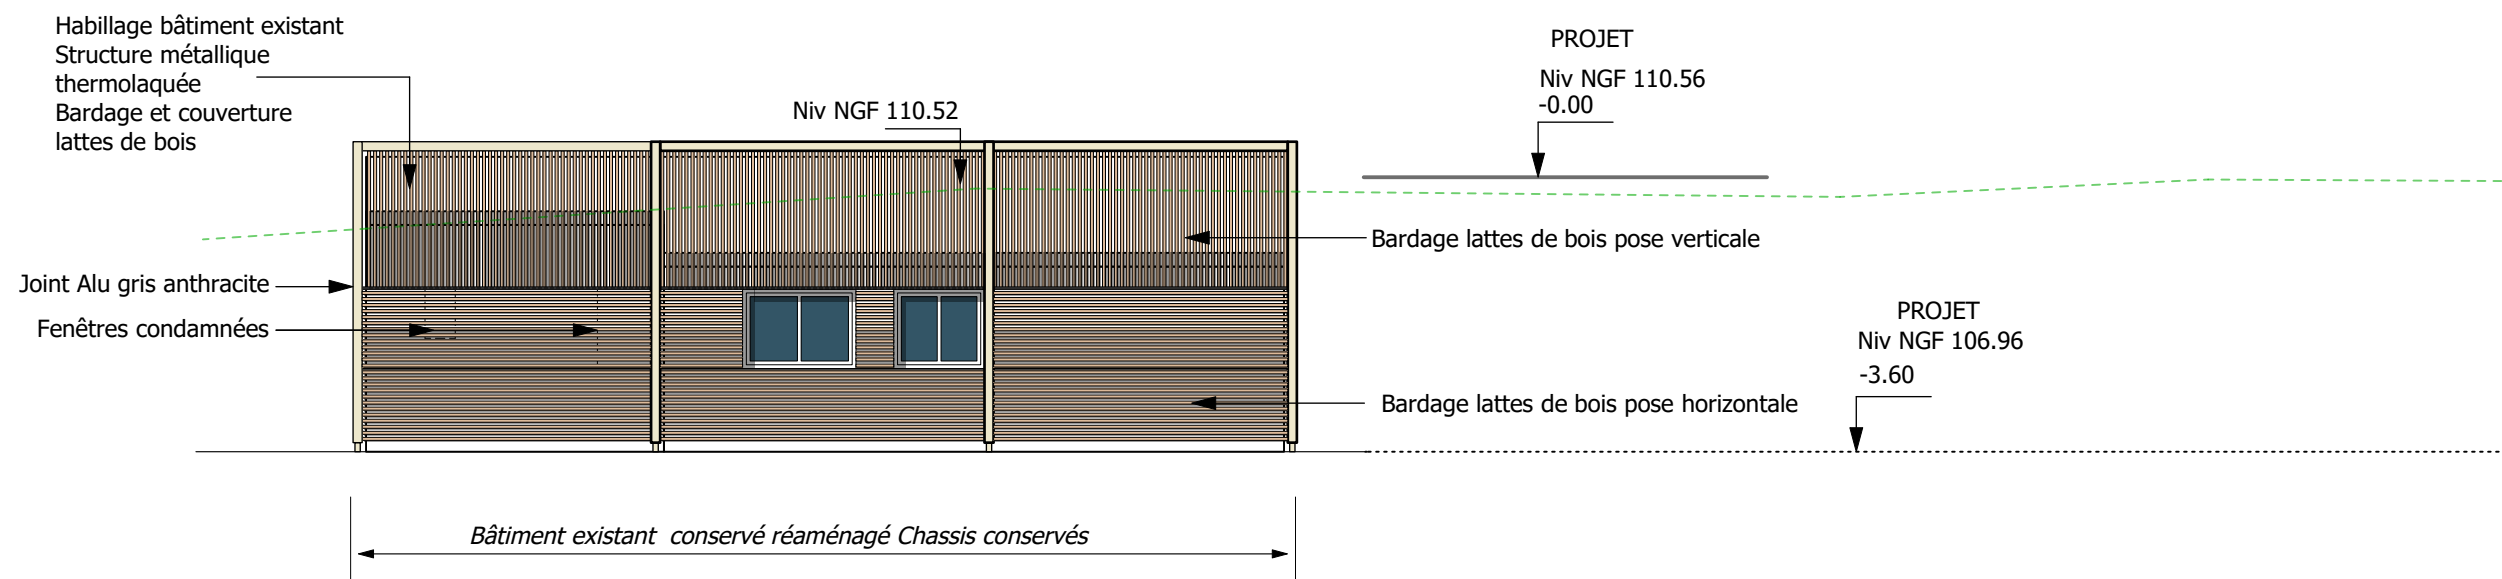 Habillage bâtiment existant
Structure métallique
thermolaquée
Bardage et couverture
lattes de bois
Niv NGF 110.52
PROJET
Niv NGF 110.56
-0.00
Bardage lattes de bois pose verticale
Joint Alu gris anthracite
Fenêtres condamnées
PROJET
Niv NGF 106.96
-3.60
Bardage lattes de bois pose horizontale
Bâtiment existant conservé réaménagé Chassis conservés